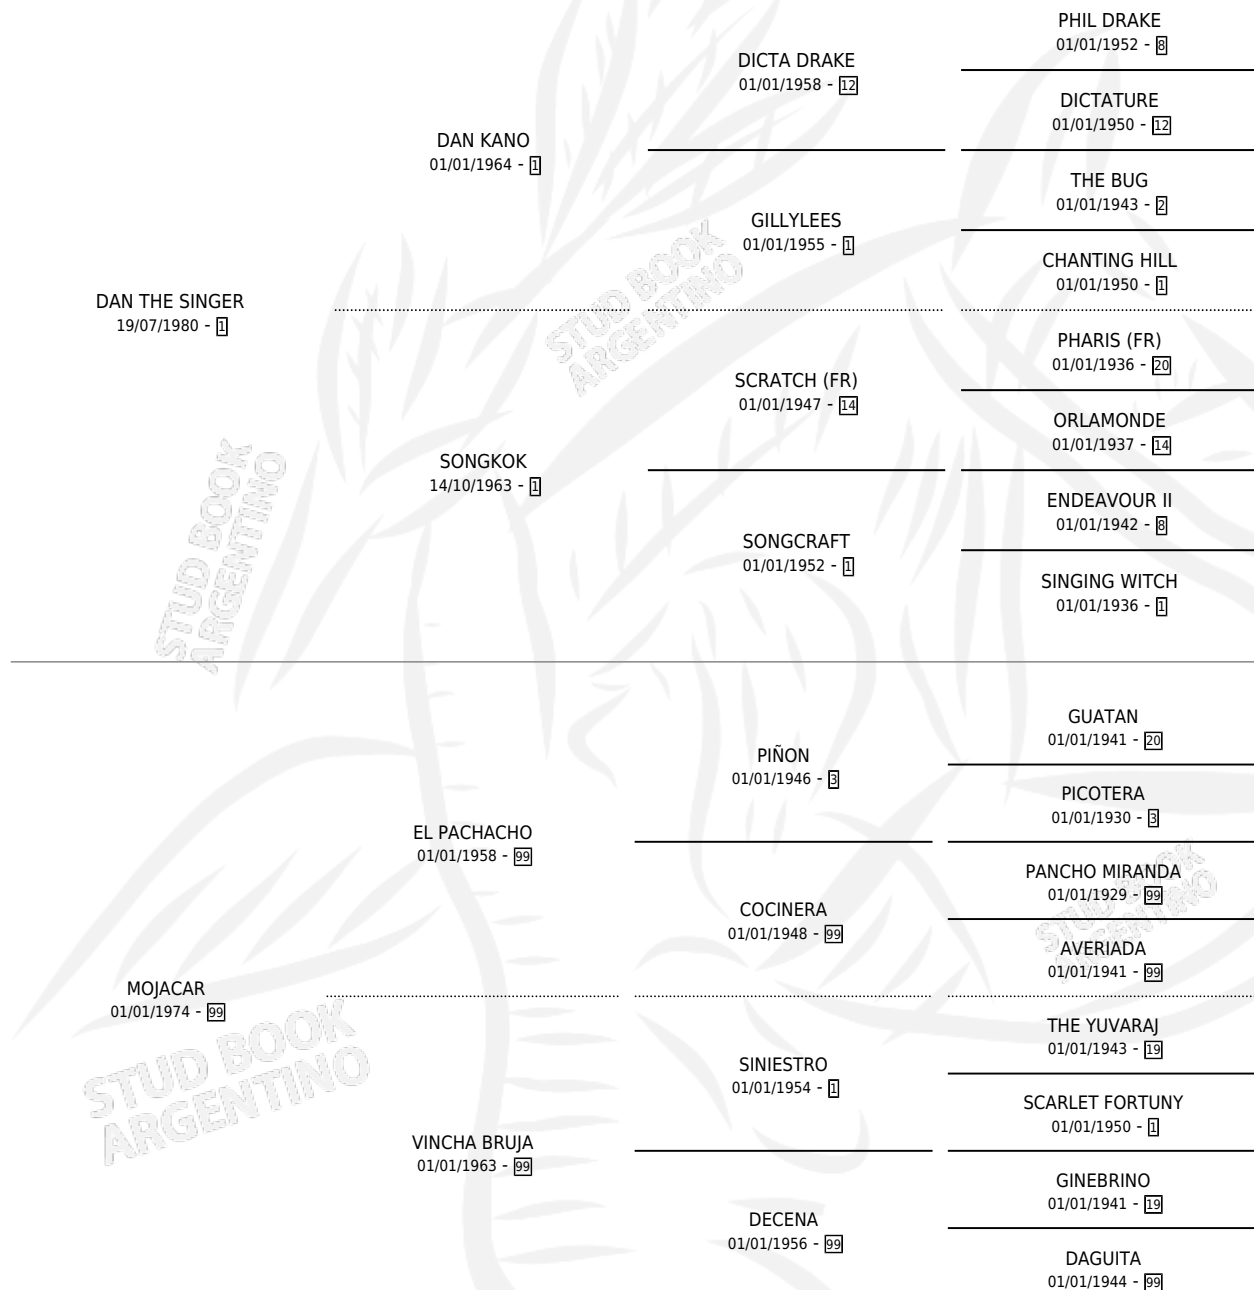 PHIL DRAKE
01/01/1952 - 8
DICTA DRAKE
01/01/1958 - 12
DICTATURE
01/01/1950 - 12
DAN KANO
01/01/1964 - 1
THE BUG
01/01/1943 - 2
GILLYLEES
01/01/1955 - 1
CHANTING HILL
01/01/1950 - 1
DAN THE SINGER
19/07/1980 - 1
PHARIS (FR)
01/01/1936 - 20
SCRATCH (FR)
01/01/1947 - 14
ORLAMONDE
01/01/1937 - 14
SONGKOK
14/10/1963 - 1
ENDEAVOUR II
01/01/1942 - 8
SONGCRAFT
01/01/1952 - 1
SINGING WITCH
01/01/1936 - 1
GUATAN
01/01/1941 - 20
PIÑON
01/01/1946 - 3
PICOTERA
01/01/1930 - 3
EL PACHACHO
01/01/1958 - 99
PANCHO MIRANDA
01/01/1929 - 99
COCINERA
01/01/1948 - 99
AVERIADA
01/01/1941 - 99
MOJACAR
01/01/1974 - 99
THE YUVARAJ
01/01/1943 - 19
SINIESTRO
01/01/1954 - 1
SCARLET FORTUNY
01/01/1950 - 1
VINCHA BRUJA
01/01/1963 - 99
GINEBRINO
01/01/1941 - 19
DECENA
01/01/1956 - 99
DAGUITA
01/01/1944 - 99
STUD BOOK
ARGENTINO
STUD BOOK
ARGENTINO
STUD BOOK
ARGENTINO
STUD BOOK
ARGENTINO